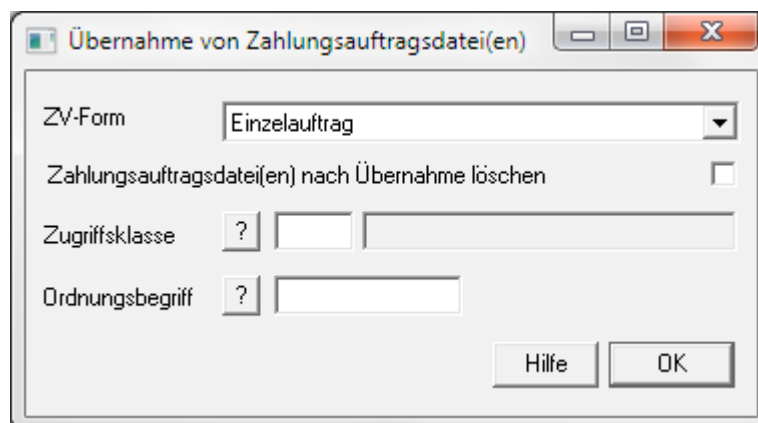 Übernahme von Zahlungsauftragsdatei(en)
ZV-Form Einzelauftrag
Zahlungsauftragsdatei(en) nach Übernahme löschen
Zugriffsklasse ?
Ordnungsbegriff ?
Hilfe OK